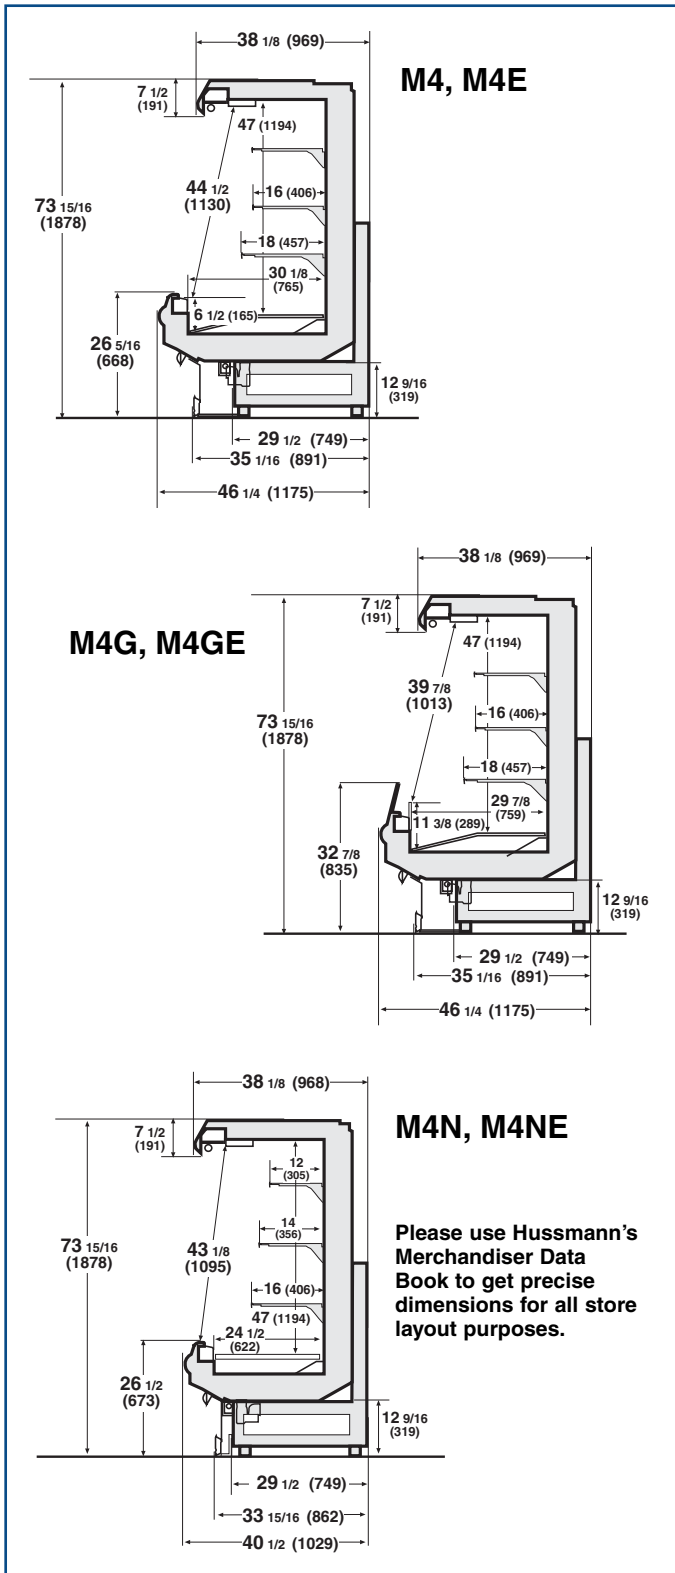 38 1/8 (969)
M4, M4E
7 1/2
(191)
47 (1194)
44 1/2
(1130)
16 (406)
73 15/16
(1878)
18 (457)
30 1/8
(765)
6 1/2 (165)
26 5/16
(668)
12 9/16
(319)
29 1/2 (749)
35 1/16 (891)
46 1/4 (1175)
38 1/8 (969)
7 1/2
(191)
M4G, M4GE
47 (1194)
39 7/8
(1013)
16 (406)
73 15/16
(1878)
18 (457)
29 7/8
(759)
11 3/8 (289)
32 7/8
(835)
12 9/16
(319)
29 1/2 (749)
35 1/16 (891)
46 1/4 (1175)
38 1/8 (968)
7 1/2
(191)
M4N, M4NE
12
(305)
14
(356)
73 15/16
(1878)
43 1/8
(1095)
16 (406)
47 (1194)
24 1/2
(622)
26 1/2
(673)
12 9/16
(319)
29 1/2 (749)
33 15/16 (862)
40 1/2 (1029)
Please use Hussmann's
Merchandiser Data
Book to get precise
dimensions for all store
layout purposes.